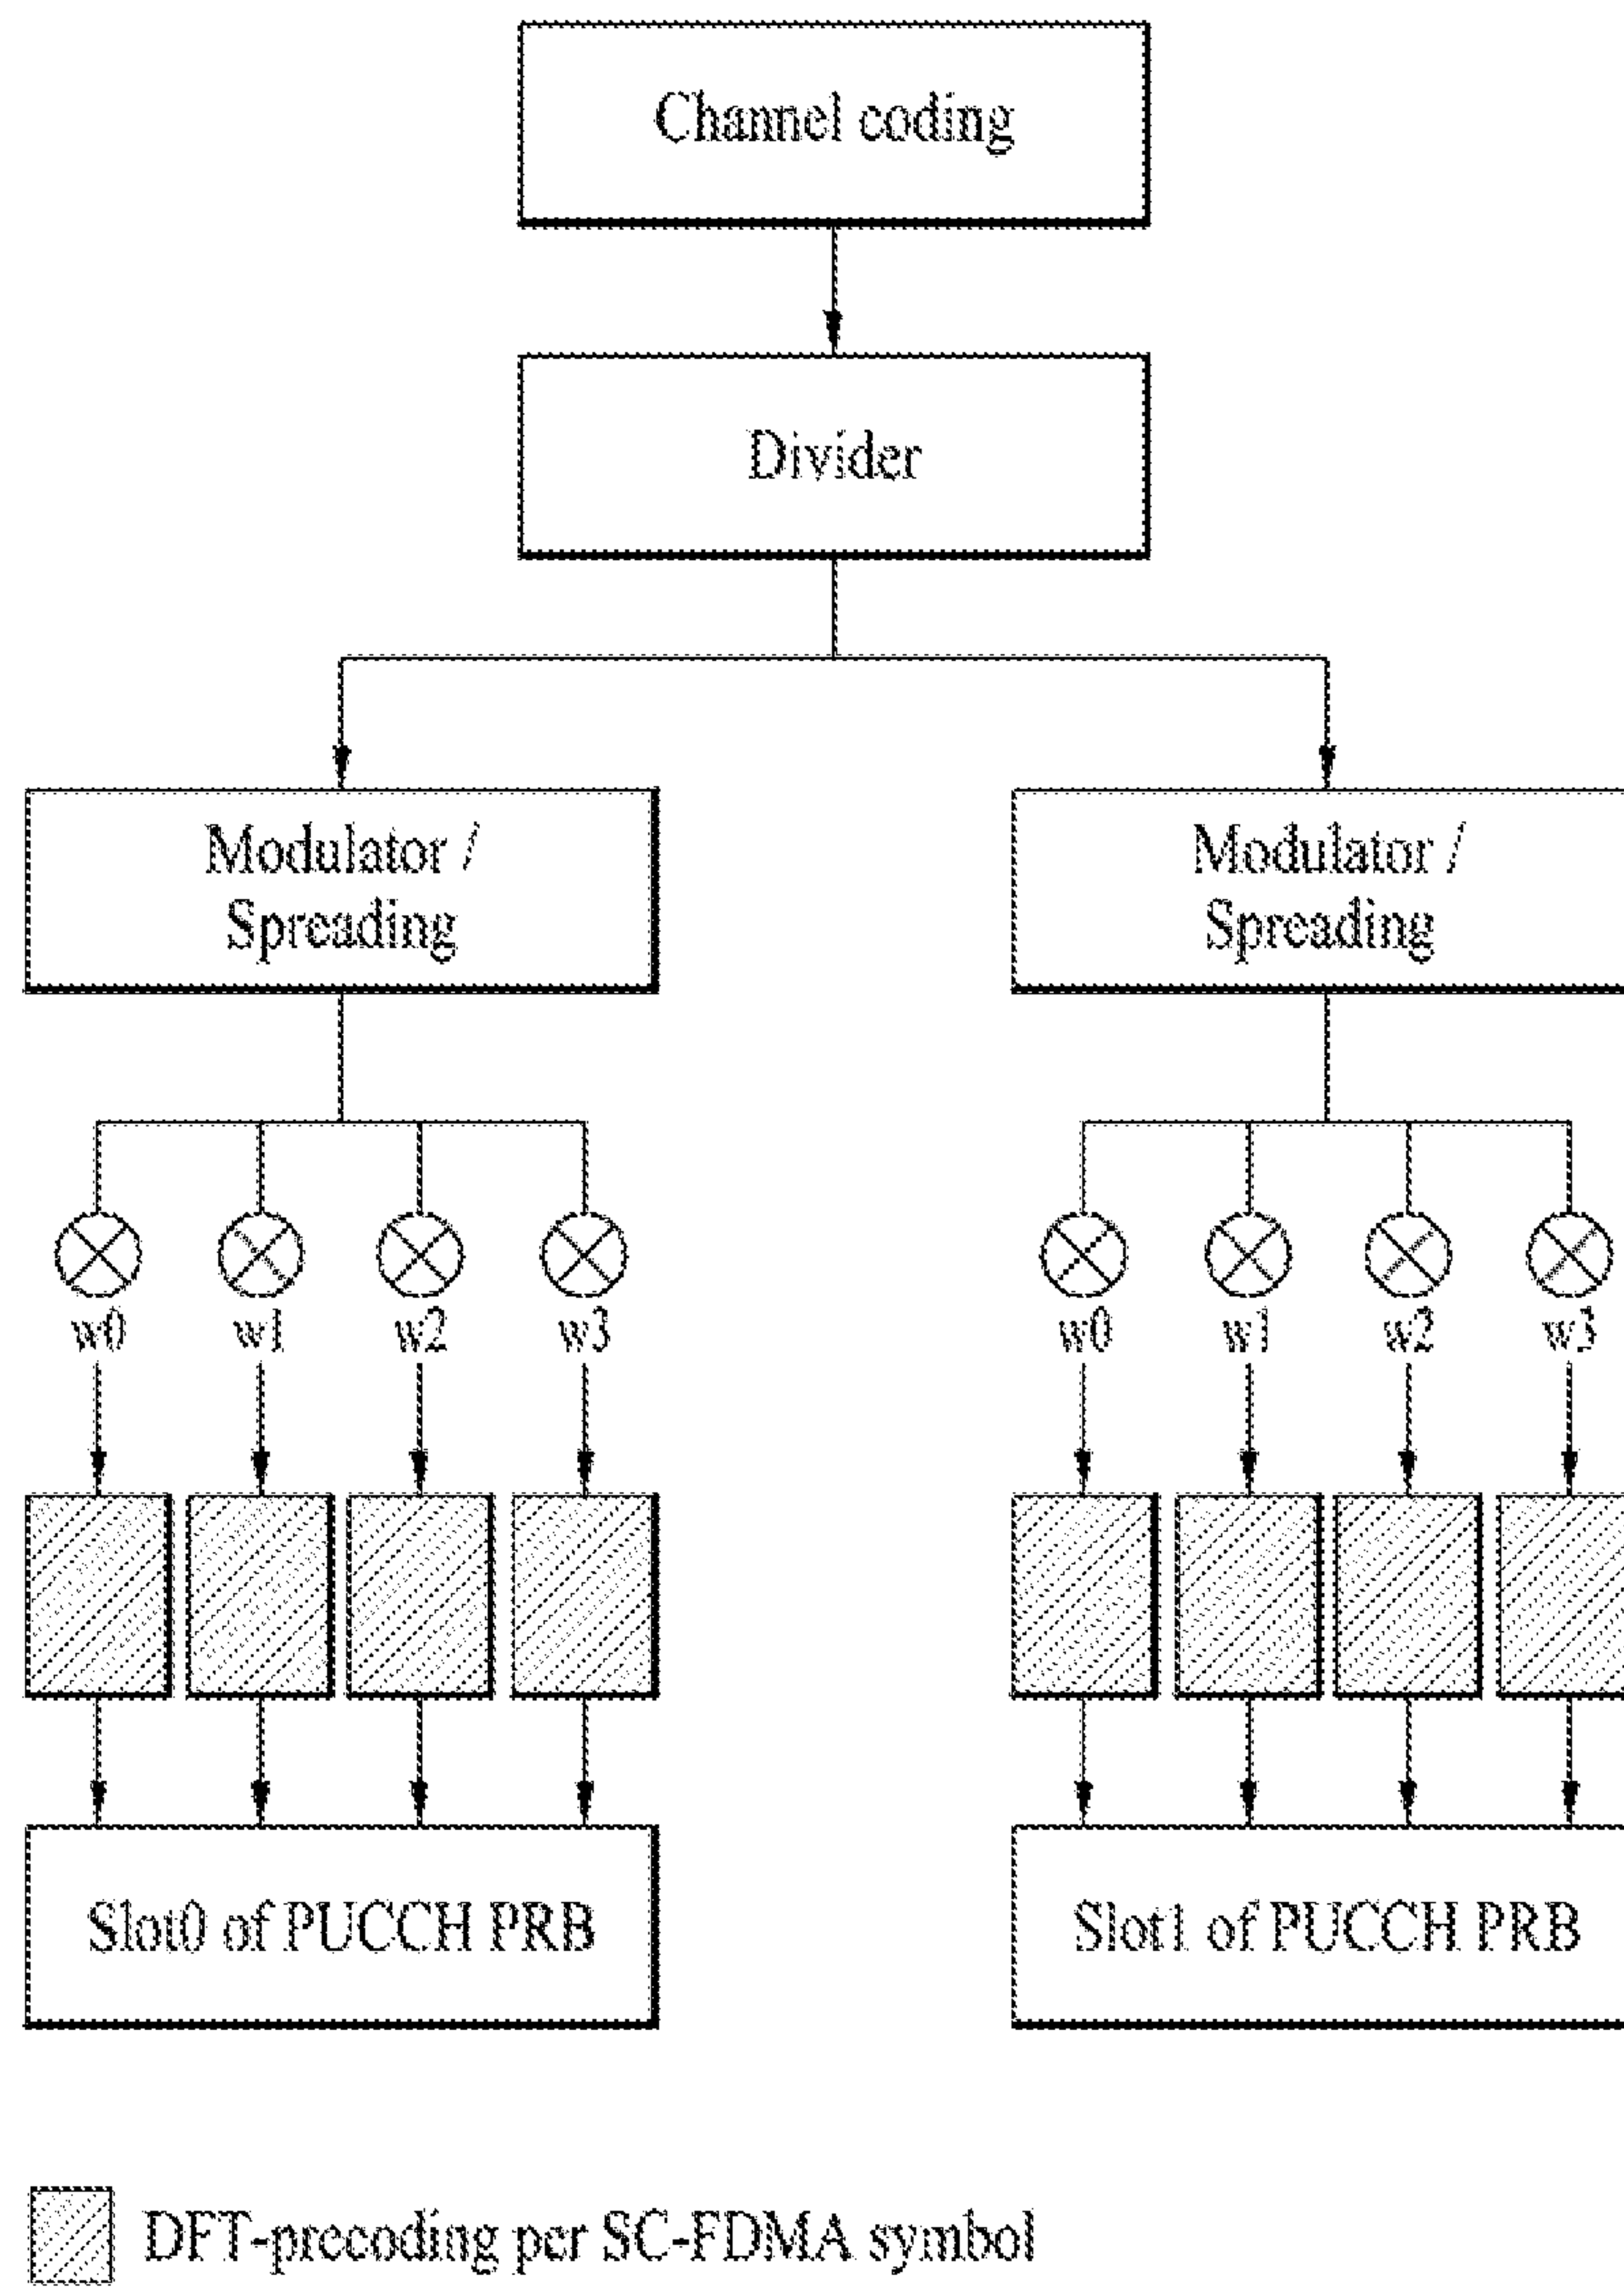 Channel coding
Divider
Modulator /
Spreading
Modulator /
Spreading
w0 w1 w2 w3
w0 w1 w2 w3
Slot0 of PUCCH PRB
Slot1 of PUCCH PRB
DFT-precoding per SC-FDMA symbol